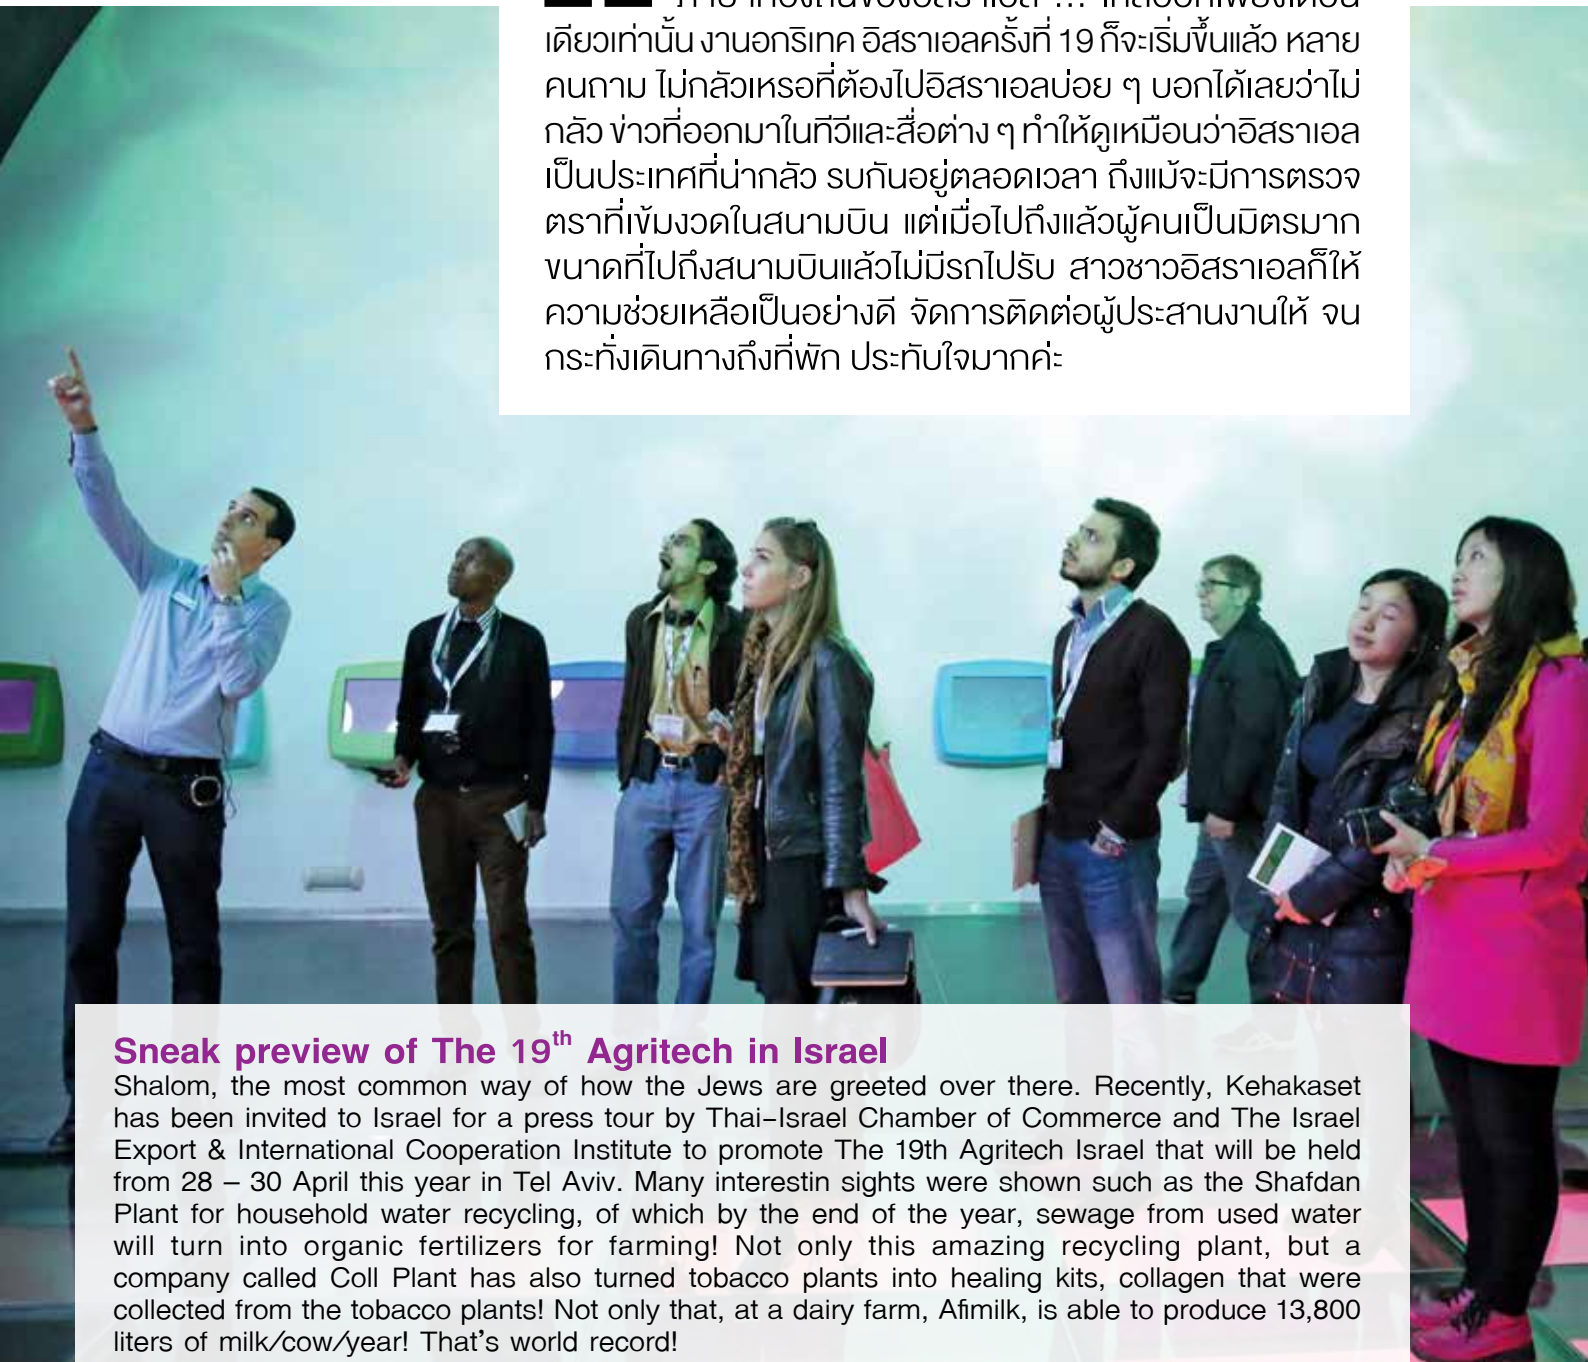 เดียวเท่านั้น งานอกริเทค อิสราเอลครั้งที่ 19 ก็จะเริ่มขึ้นแล้ว หลาย
คนถาม ไม่กลัวเหรอที่ต้องไปอิสราเอลบ่อย ๆ บอกได้เลยว่าไม่
กลัว ข่าวที่ออกมาในทีวีและสื่อต่าง ๆ ทำให้ดูเหมือนว่าอิสราเอล
เป็นประเทศที่น่ากลัว รบกันอยู่ตลอดเวลา ถึงแม้จะมีการตรวจ
ตราที่เข้มงวดในสนามบิน แต่เมื่อไปถึงแล้วผู้คนเป็นมิตรมาก
ขนาดที่ไปถึงสนามบินแล้วไม่มีรถไปรับ สาวชาวอิสราเอลก็ให้
ความช่วยเหลือเป็นอย่างดี จัดการติดต่อผู้ประสานงานให้ จน
กระทั่งเดินทางถึงที่พัก ประทับใจมากค่ะ
Sneak preview of The 19th Agritech in Israel
Shalom, the most common way of how the Jews are greeted over there. Recently, Kehakaset
has been invited to Israel for a press tour by Thai-Israel Chamber of Commerce and The Israel
Export & International Cooperation Institute to promote The 19th Agritech Israel that will be held
from 28 – 30 April this year in Tel Aviv. Many interestin sights were shown such as the Shafdan
Plant for household water recycling, of which by the end of the year, sewage from used water
will turn into organic fertilizers for farming! Not only this amazing recycling plant, but a
company called Coll Plant has also turned tobacco plants into healing kits, collagen that were
collected from the tobacco plants! Not only that, at a dairy farm, Afimilk, is able to produce 13,800
liters of milk/cow/year! That's world record!